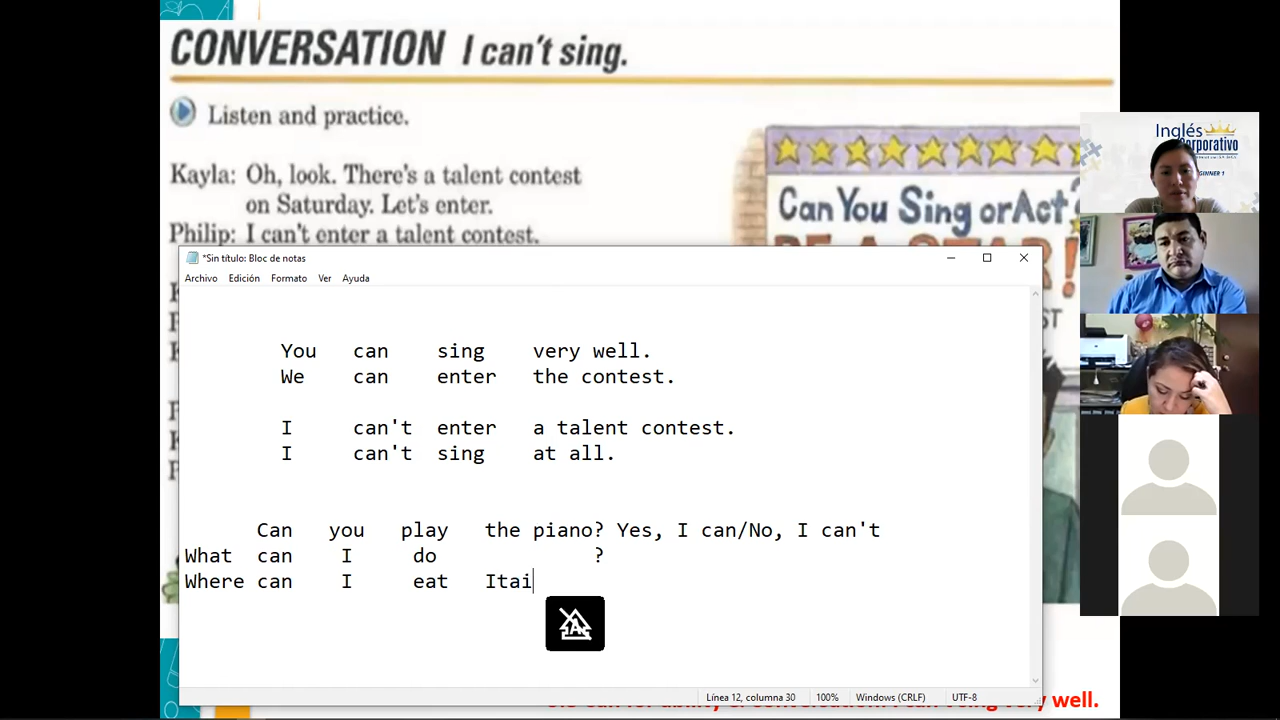 CONVERSATION I can't sing.
Listen and practice.
Kayla: Oh, look. There's a talent contest
on Saturday. Let's enter.
Philip: I can't enter a talent contest.
Can You Sing or Act?
*Sin título: Bloc de notas
Archivo Edición Formato Ver Ayuda
You can sing very well.
We can enter the contest.
I can't enter a talent contest.
I can't sing at all.
Can you play the piano? Yes, I can/No, I can't
What can I do ?
Where can I eat Itai
Línea 12, columna 30 100% Windows (CRLF) UTF-8
Inglés